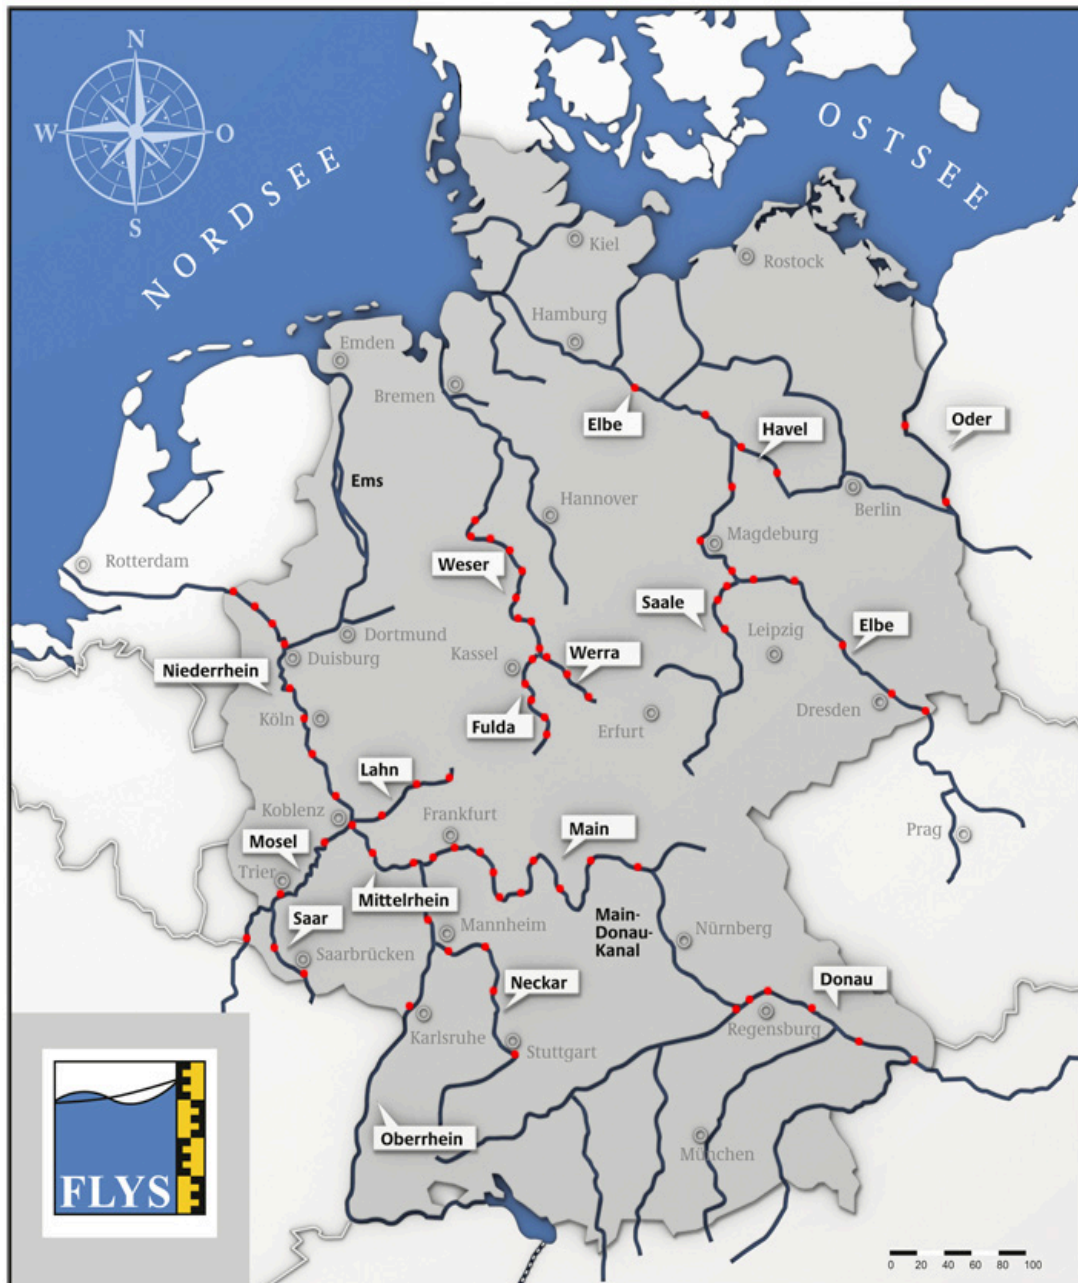 N
W
O
S
NORDSEE
OSTSEE
Kiel
Rostock
Hamburg
Emden
Bremen
Elbe
Havel
Oder
Ems
Hannover
Berlin
Rotterdam
Weser
Magdeburg
Saale
Elbe
Dortmund
Leipzig
Niederrhein
Duisburg
Kassel
Werra
Köln
Fulda
Erfurt
Dresden
Lahn
Koblenz
Frankfurt
Main
Prag
Mosel
Trier
Mittelrhein
Saar
Mannheim
Main-
Donau-
Kanal
Nürnberg
Saarbrücken
Neckar
Donau
Karlsruhe
Stuttgart
Regensburg
Oberrhein
München
FLYS
0 20 40 60 80 100